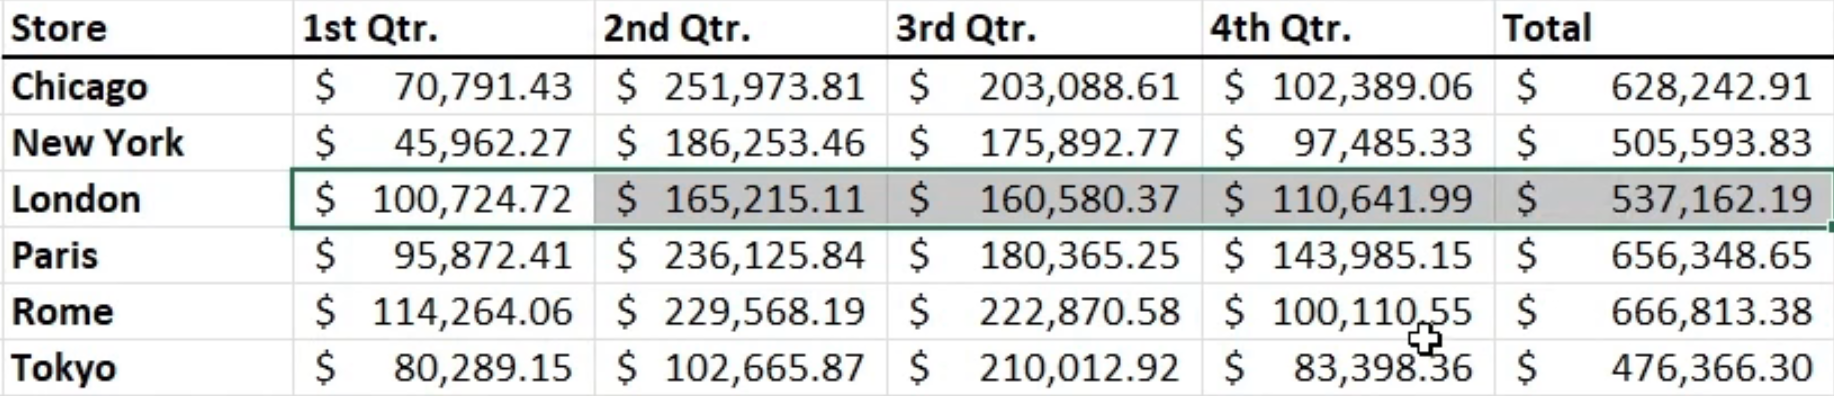 Store 1st Qtr. 2nd Qtr. 3rd Qtr. 4th Qtr. Total
Chicago $ 70,791.43 $ 251,973.81 $ 203,088.61 $ 102,389.06 $ 628,242.91
New York $ 45,962.27 $ 186,253.46 $ 175,892.77 $ 97,485.33 $ 505,593.83
London $ 100,724.72 $ 165,215.11 $ 160,580.37 $ 110,641.99 $ 537,162.19
Paris $ 95,872.41 $ 236,125.84 $ 180,365.25 $ 143,985.15 $ 656,348.65
Rome $ 114,264.06 $ 229,568.19 $ 222,870.58 $ 100,110.55 $ 666,813.38
Tokyo $ 80,289.15 $ 102,665.87 $ 210,012.92 $ 83,398.36 $ 476,366.30